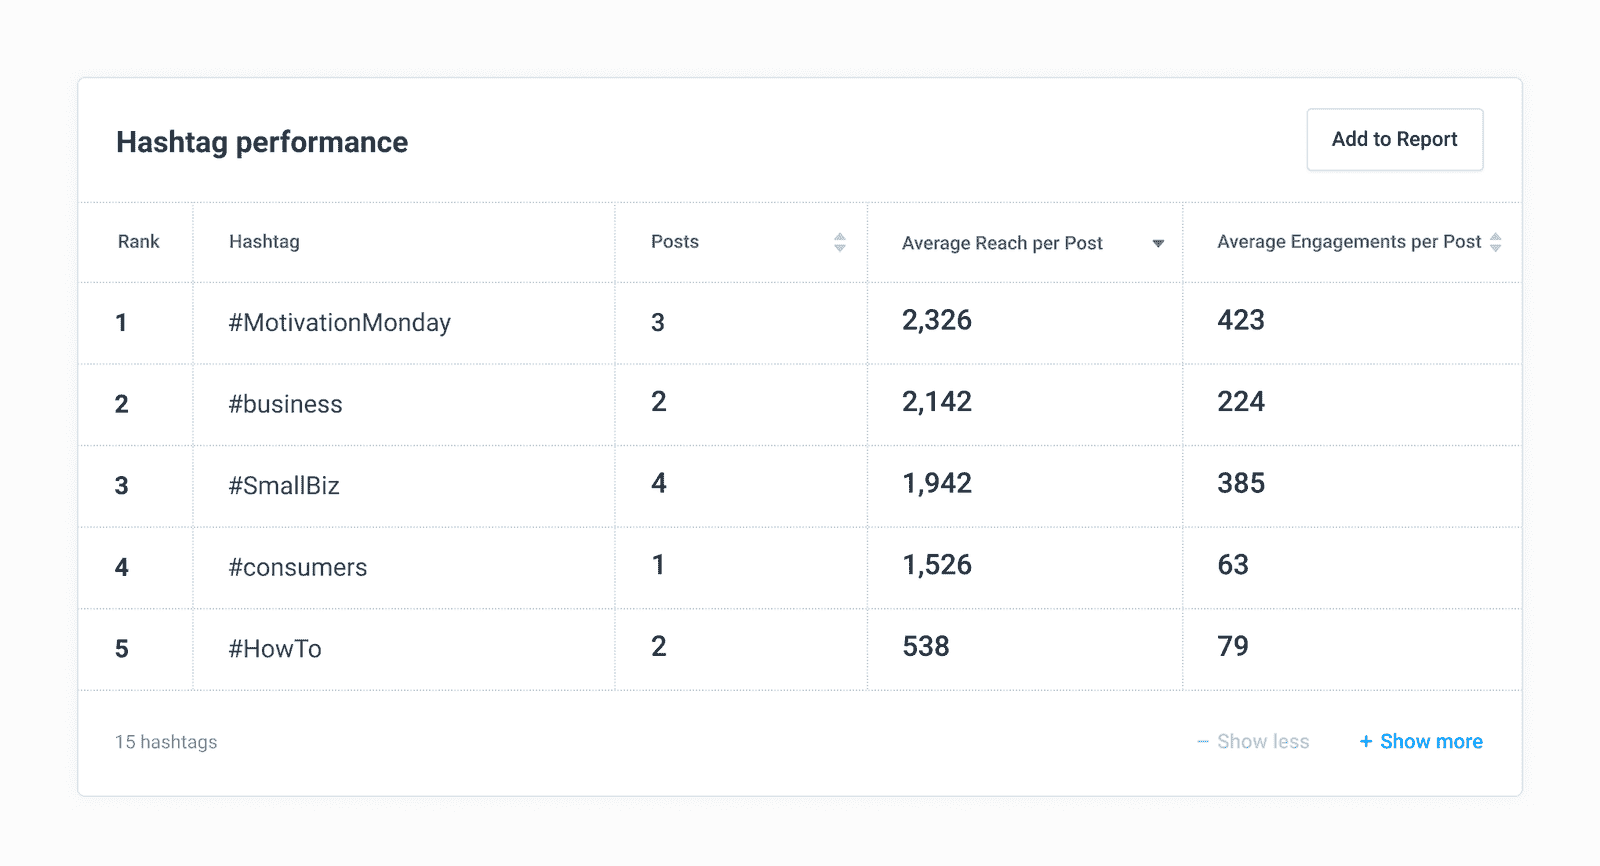 Hashtag performance
Add to Report
Rank Hashtag Posts Average Reach per Post Average Engagements per Post
1 #MotivationMonday 3 2,326 423
2 #business 2 2,142 224
3 #SmallBiz 4 1,942 385
4 #consumers 1 1,526 63
5 #HowTo 2 538 79
15 hashtags − Show less + Show more